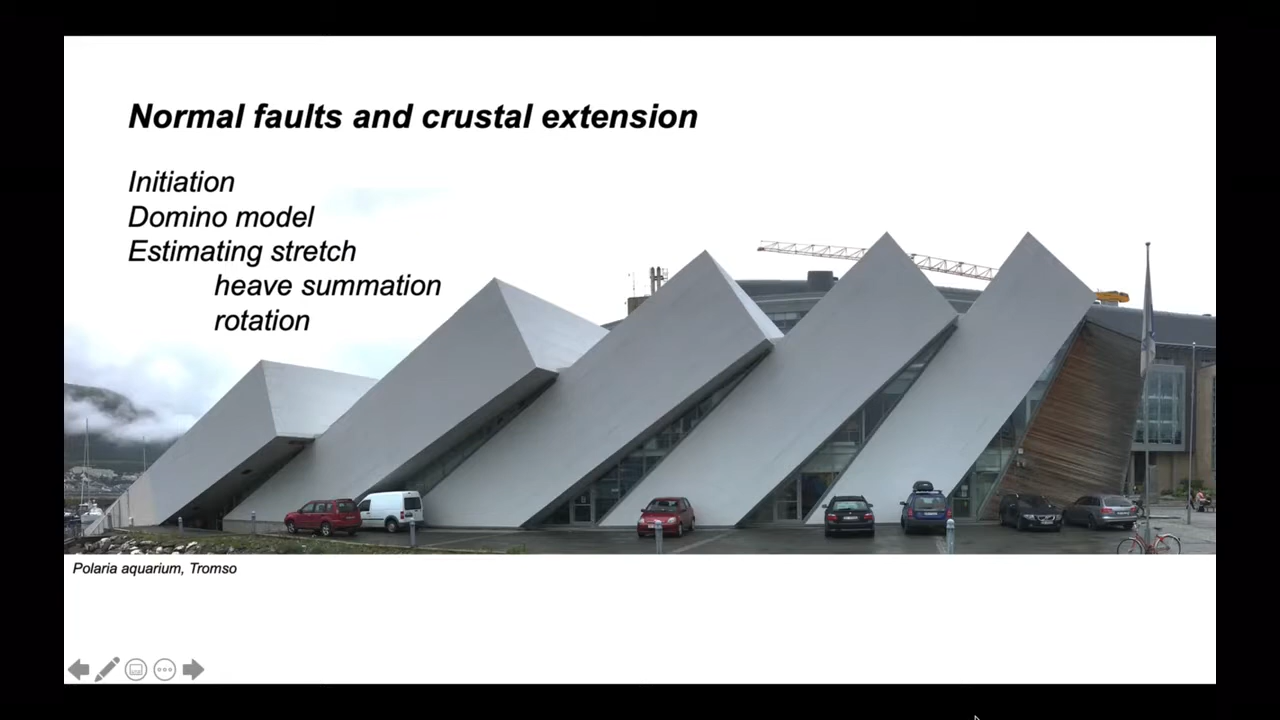 Normal faults and crustal extension
Initiation
Domino model
Estimating stretch
heave summation
rotation
Polaria aquarium, Tromso